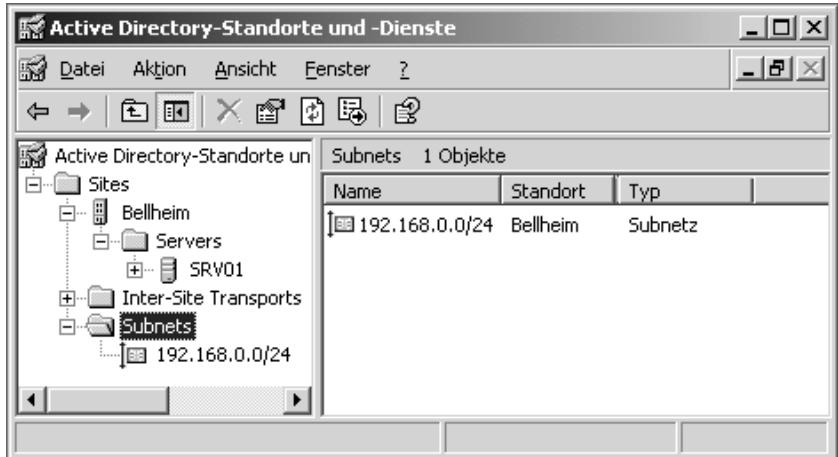 Active Directory-Standorte und -Dienste
Datei Aktion Ansicht Fenster ?
Active Directory-Standorte un
Sites
Bellheim
Servers
SRV01
Inter-Site Transports
Subnets
192.168.0.0/24
Subnets 1 Objekte
Name Standort Typ
192.168.0.0/24 Bellheim Subnetz